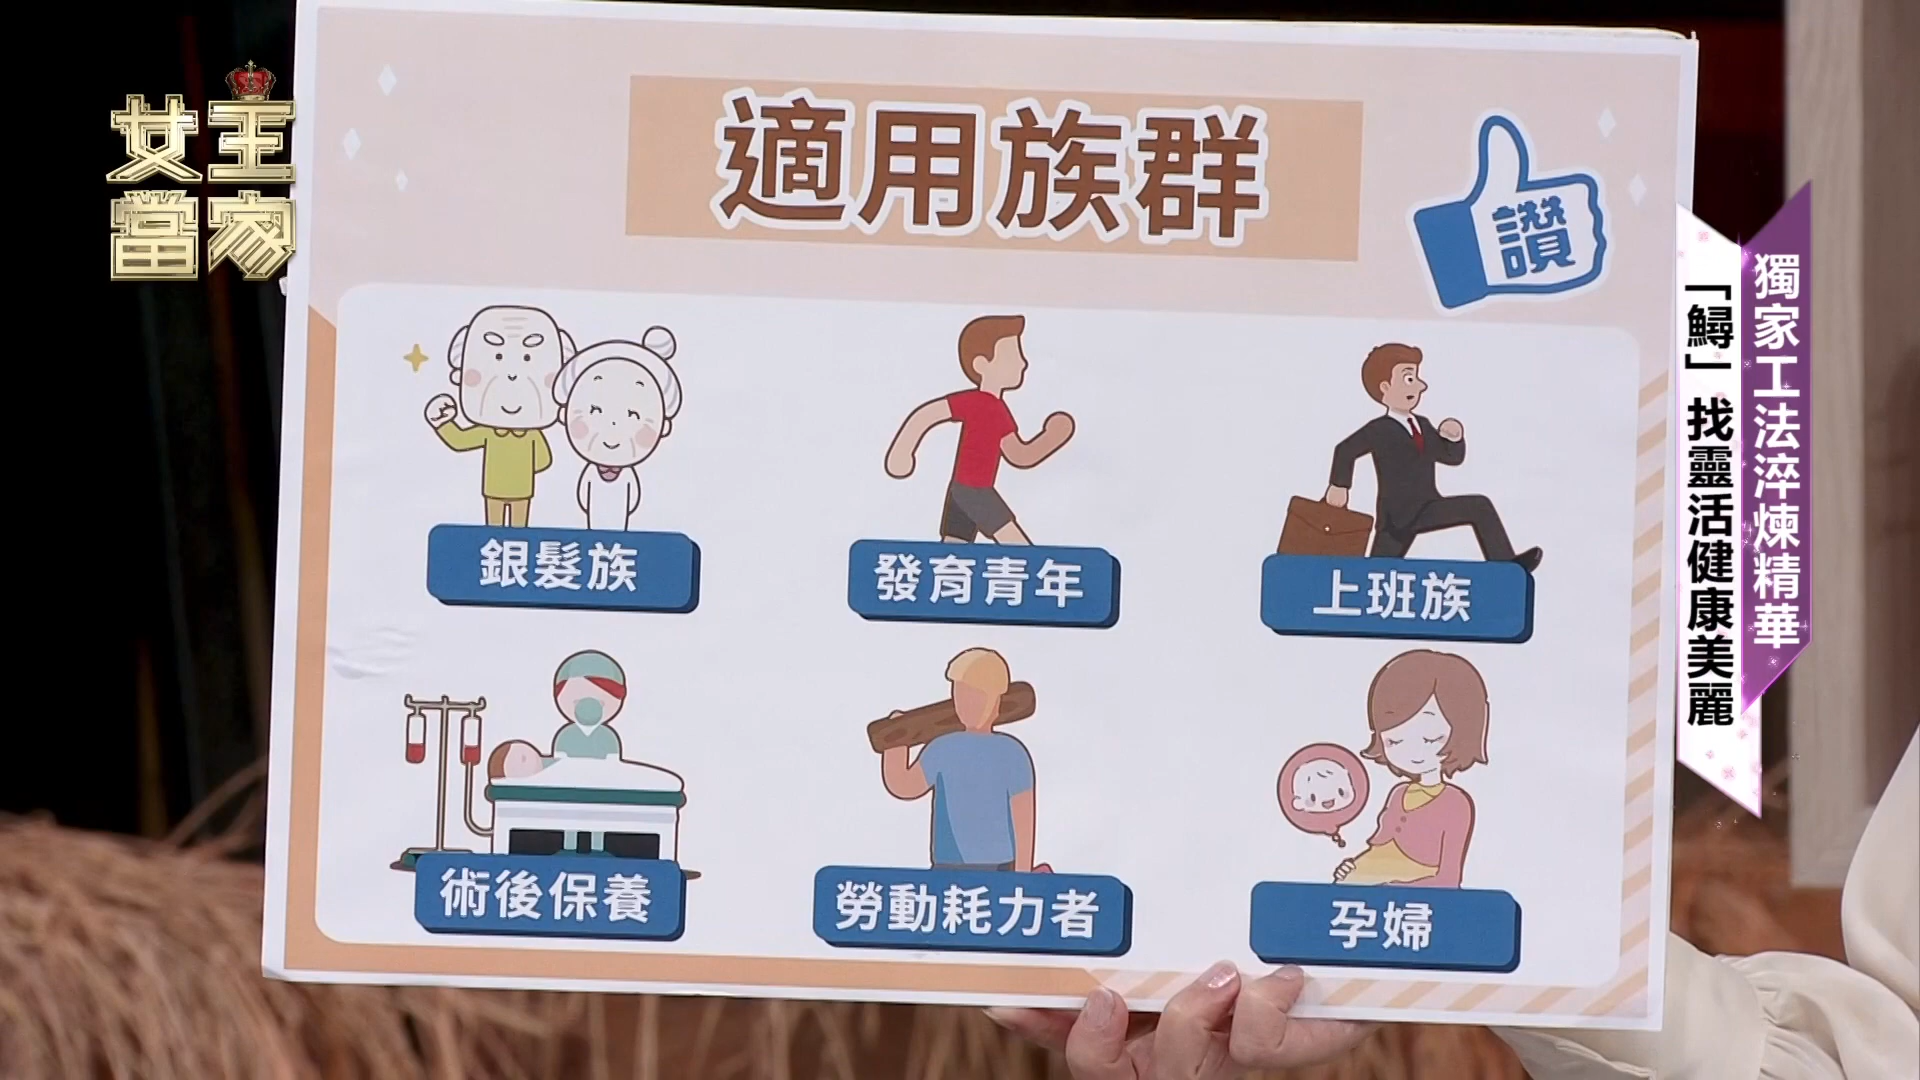 女王
當家
適用族群
讚
銀髮族
發育青年
上班族
術後保養
勞動耗力者
孕婦
獨家工法淬煉精華
「鱘」找靈活健康美麗